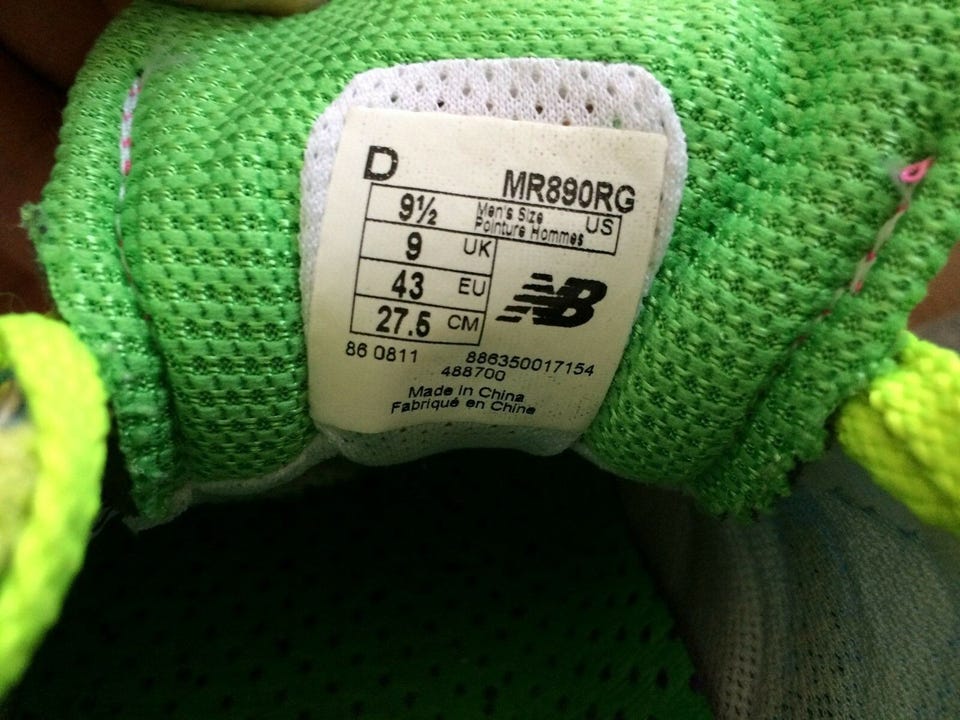 D
MR890RG
9½ Men's Size US
Pointure Hommes
9 UK
43 EU
NB
27.5 CM
86 0811
886350017154
488700
Made in China
Fabriqué en Chine